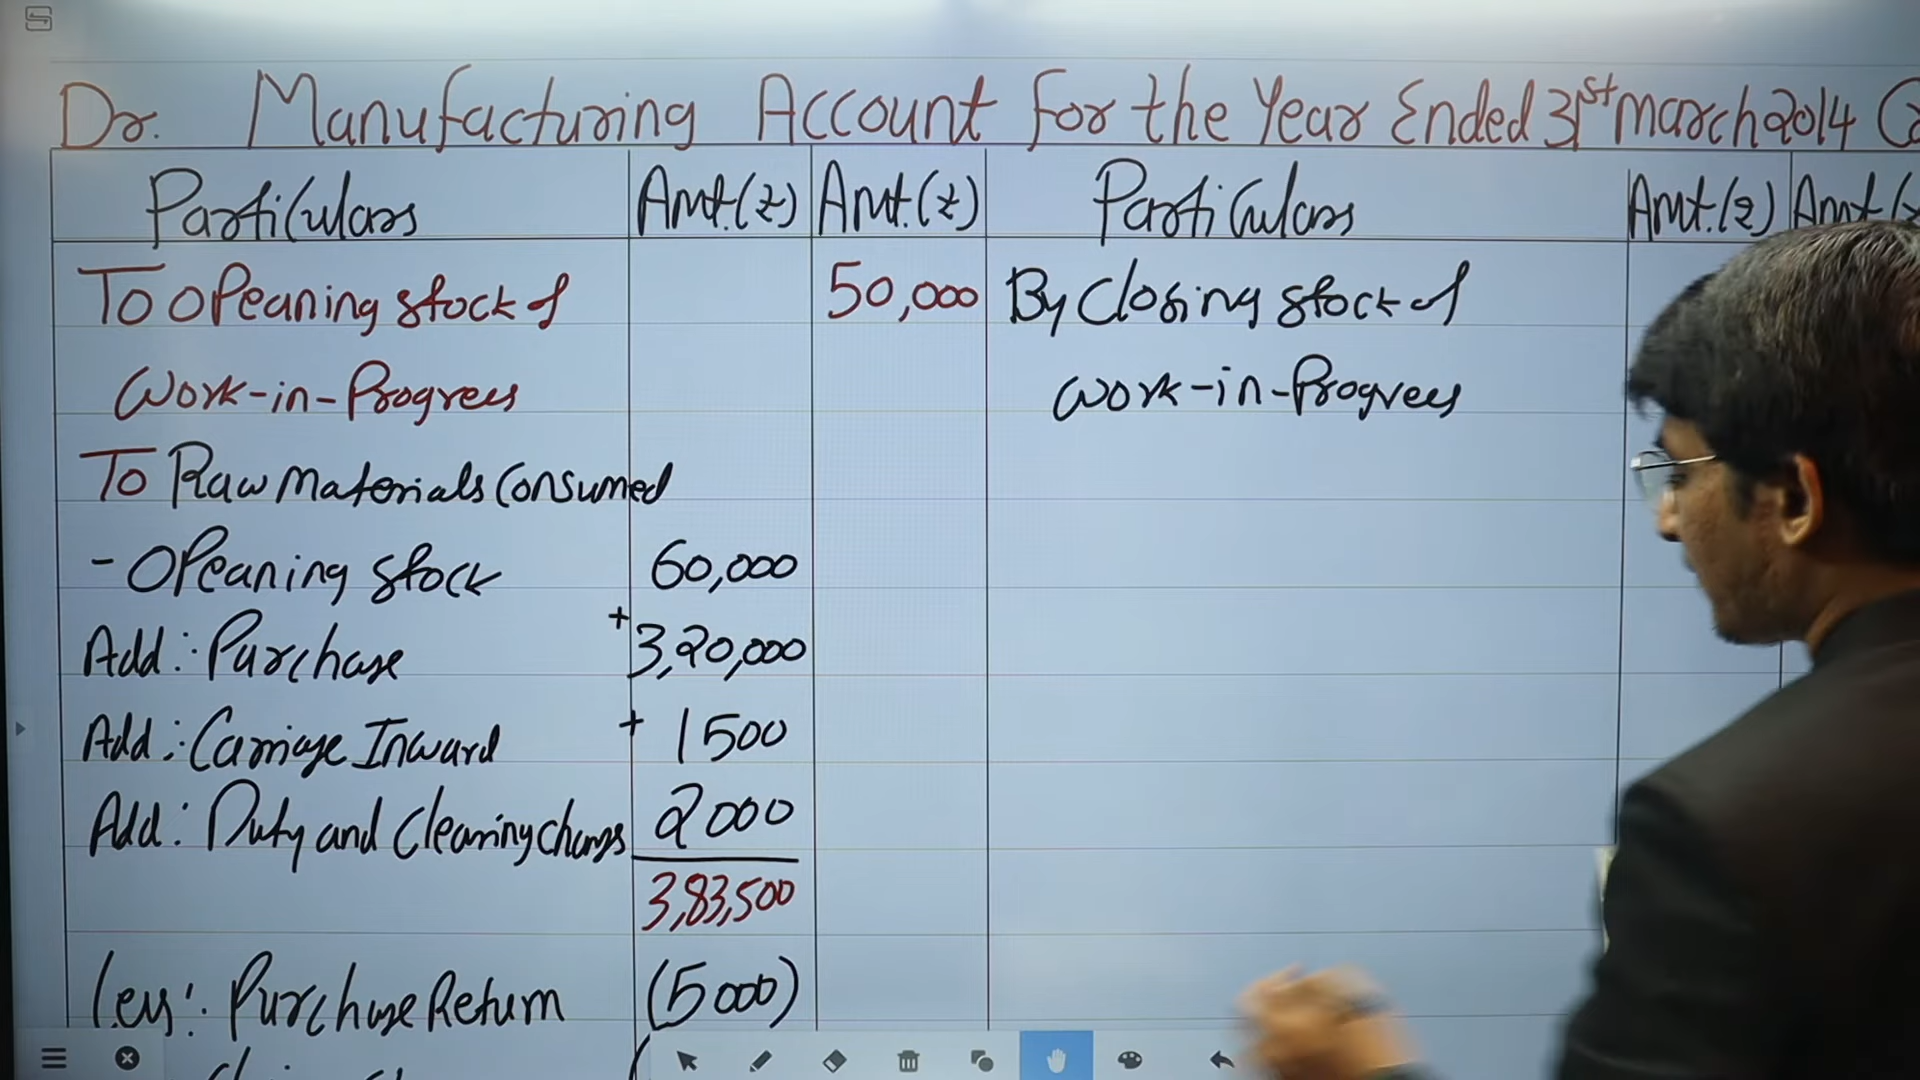 Dr. Manufacturing Account For the Year Ended 31st March 2014
Particulars Amt.(₹) Amt.(₹) Particulars Amt.(₹) Amt.
To Opeaning Stock of 50,000 By Closing Stock of
Work-in-Progress Work-in-Progress
To Raw Materials Consumed
- Opeaning Stock 60,000
Add: Purchase + 3,20,000
Add: Carriage Inward + 1500
Add: Duty and Clearing Charges 2000
3,83,500
Less: Purchase Return (5000)